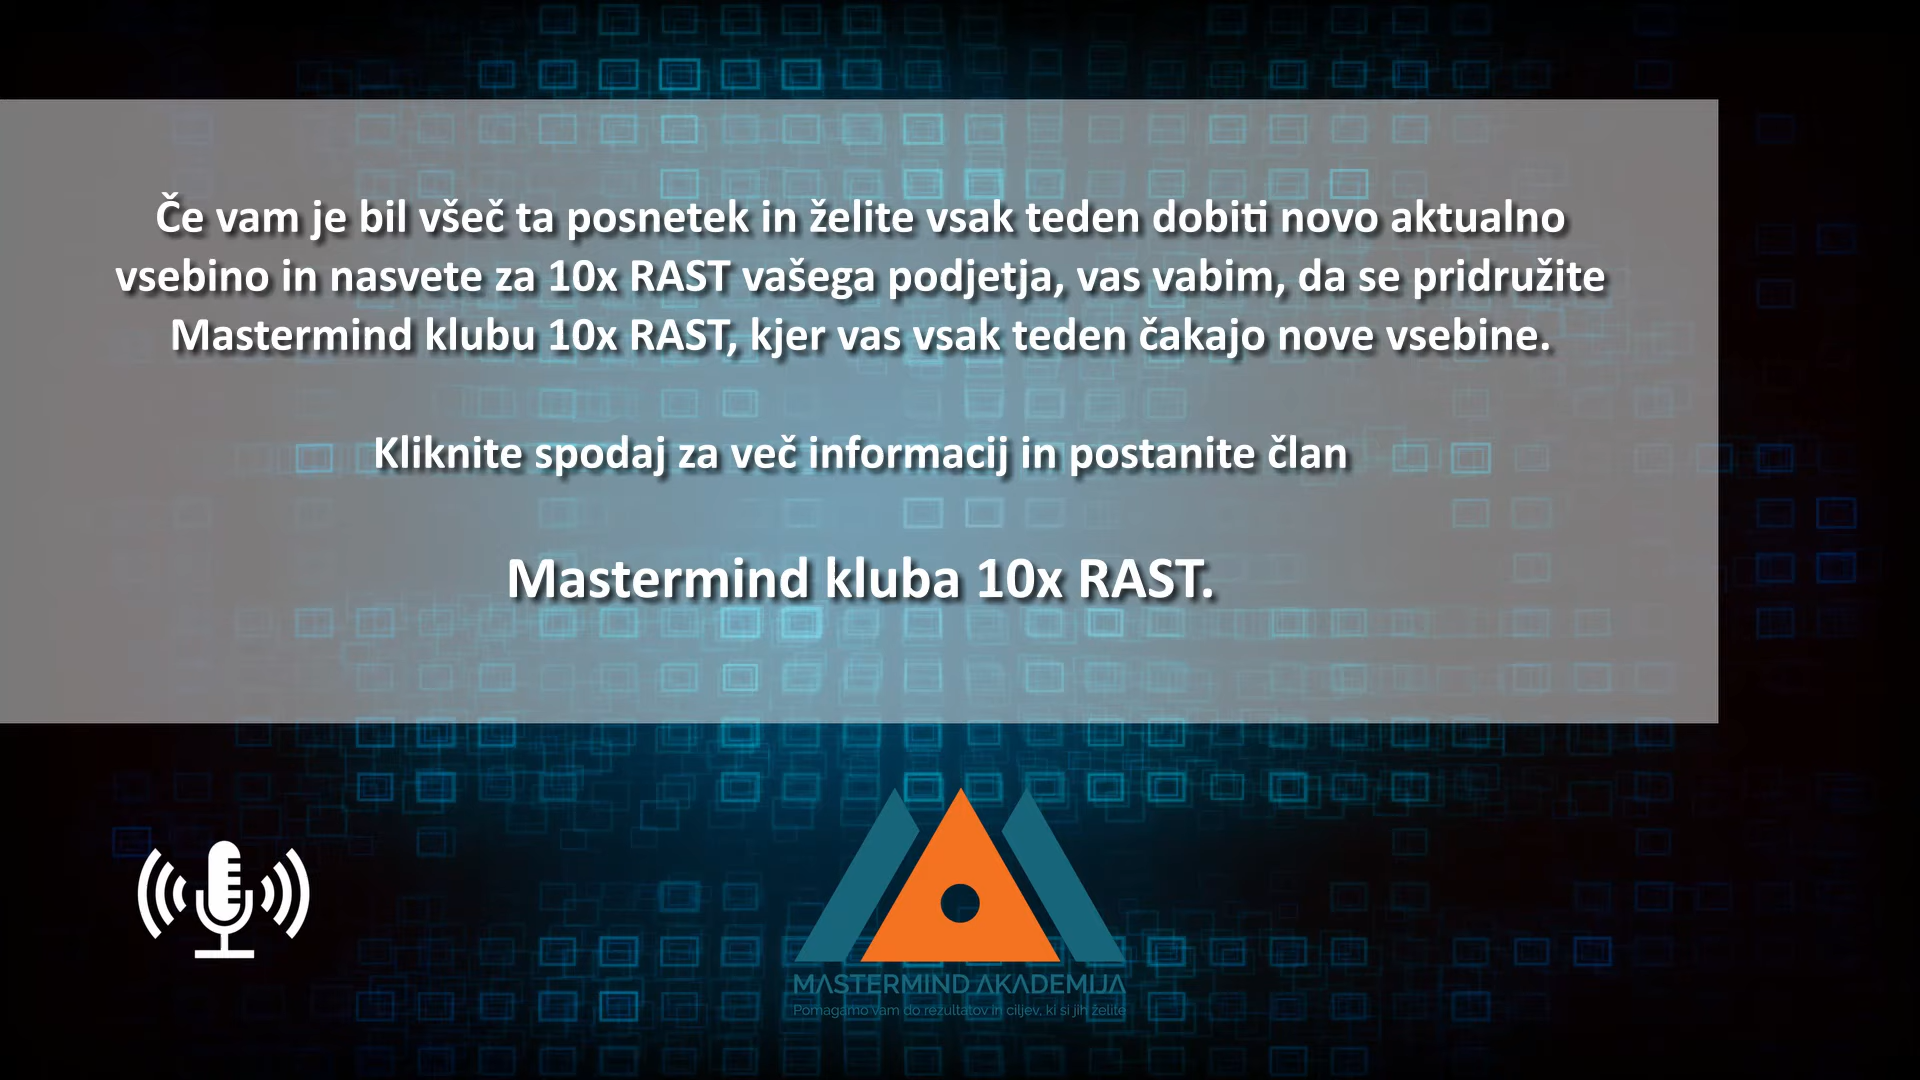 Če vam je bil všeč ta posnetek in želite vsak teden dobiti novo aktualno
vsebino in nasvete za 10x RAST vašega podjetja, vas vabim, da se pridružite
Mastermind klubu 10x RAST, kjer vas vsak teden čakajo nove vsebine.
Kliknite spodaj za več informacij in postanite član
Mastermind kluba 10x RAST.
MASTERMIND AKADEMIJA
Pomagamo vam do rezultatov in ciljev, ki si jih želite